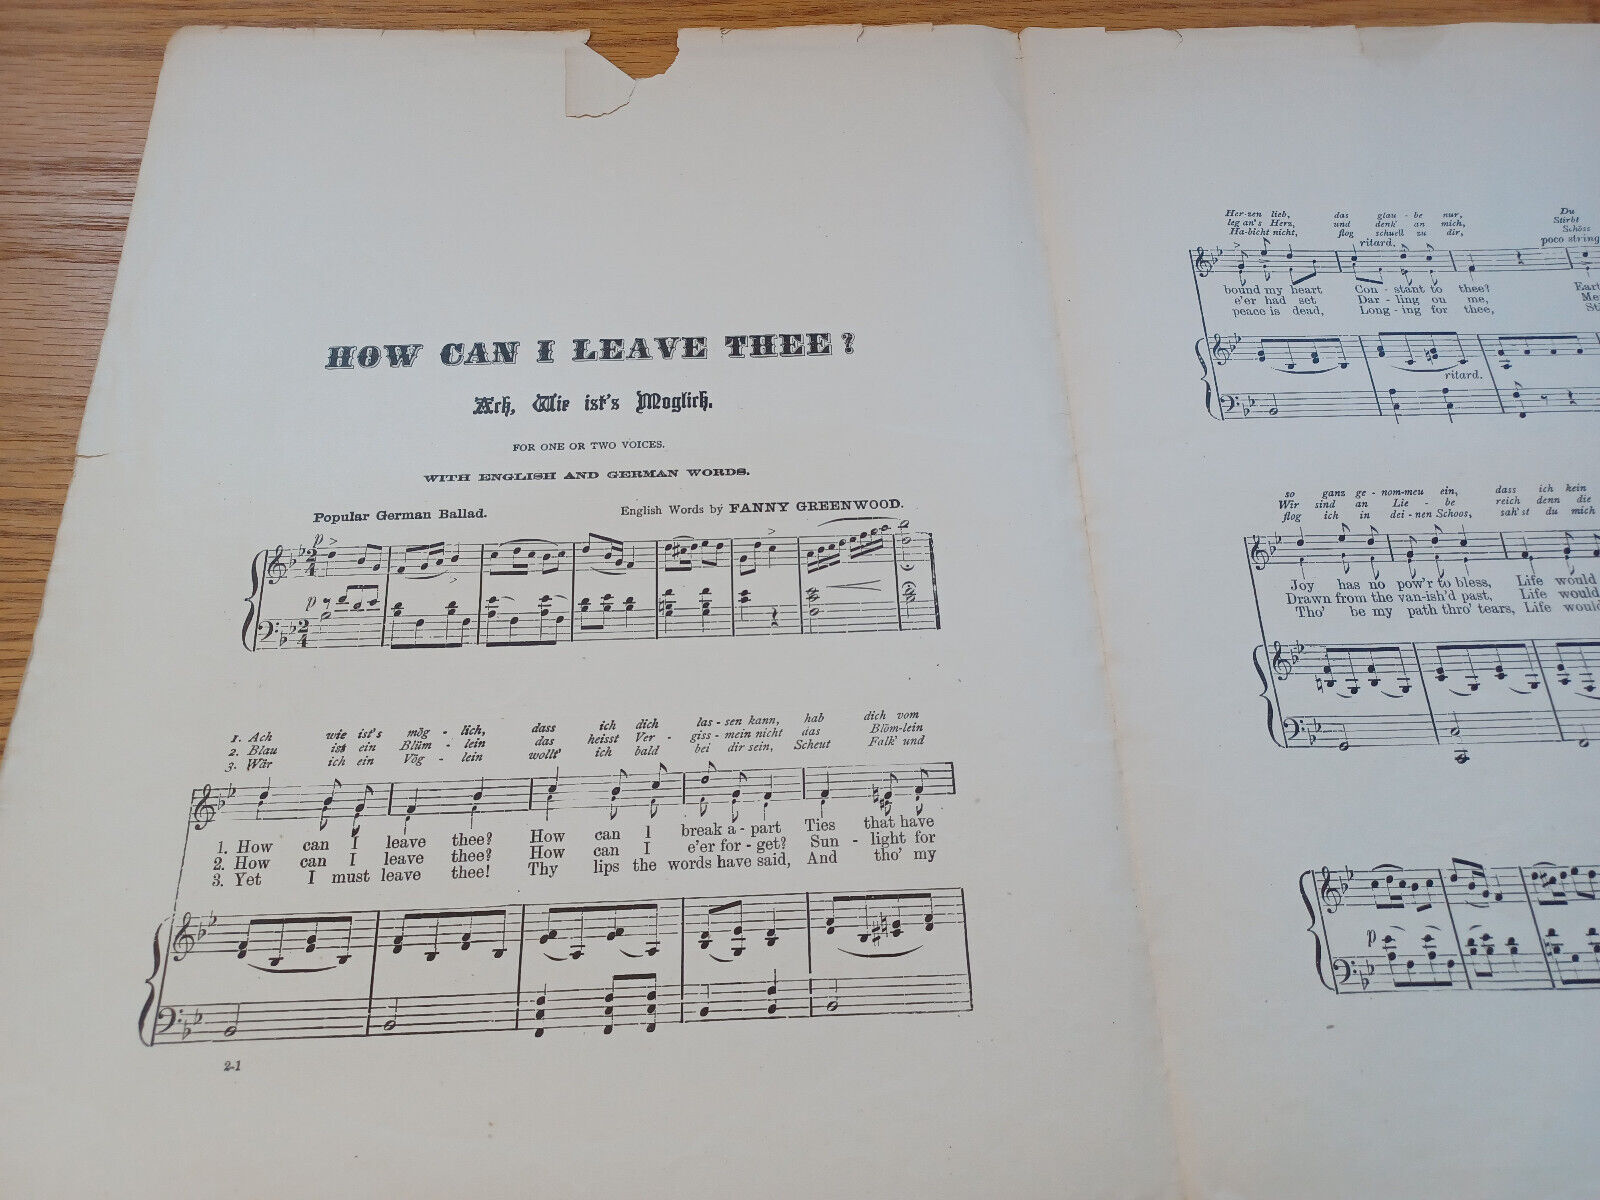 HOW CAN I LEAVE THEE?
Ach, Wie ist's Moglich.
FOR ONE OR TWO VOICES.
WITH ENGLISH AND GERMAN WORDS.
Popular German Ballad.
English Words by FANNY GREENWOOD.
p
p
1. Ach wie ist's mög - lich, dass ich dich las - sen kann, hab dich vom
2. Blau ist ein Blüm - lein das heisst Ver - giss - mein nicht das Blöm-lein
3. Wär ich ein Vög - lein wollt' ich bald bei dir sein, Scheut Falk' und
1. How can I leave thee? How can I break a - part Ties that have
2. How can I leave thee? How can I e'er for - get? Sun - light for
3. Yet I must leave thee! Thy lips the words have said, And tho' my
2-1
Her-zen lieb, das glau - be nur, Du
leg an's Herz, und denk' an mich, Stirbt
Ha-bicht nicht, flog schuell zu dir, Schöss
ritard. poco string
bound my heart Con - stant to thee? Eart
e'er had set Dar - ling on me, Me
peace is dead, Long - ing for thee,
ritard.
so ganz ge - nom-meu ein, dass ich kein
Wir sind an Lie - be reich denn die
flog ich in dei - nen Schoos, sah'st du mich
Joy has no pow'r to bless, Life would
Drawn from the van-ish'd past, Life would
Tho' be my path thro' tears, Life would
p